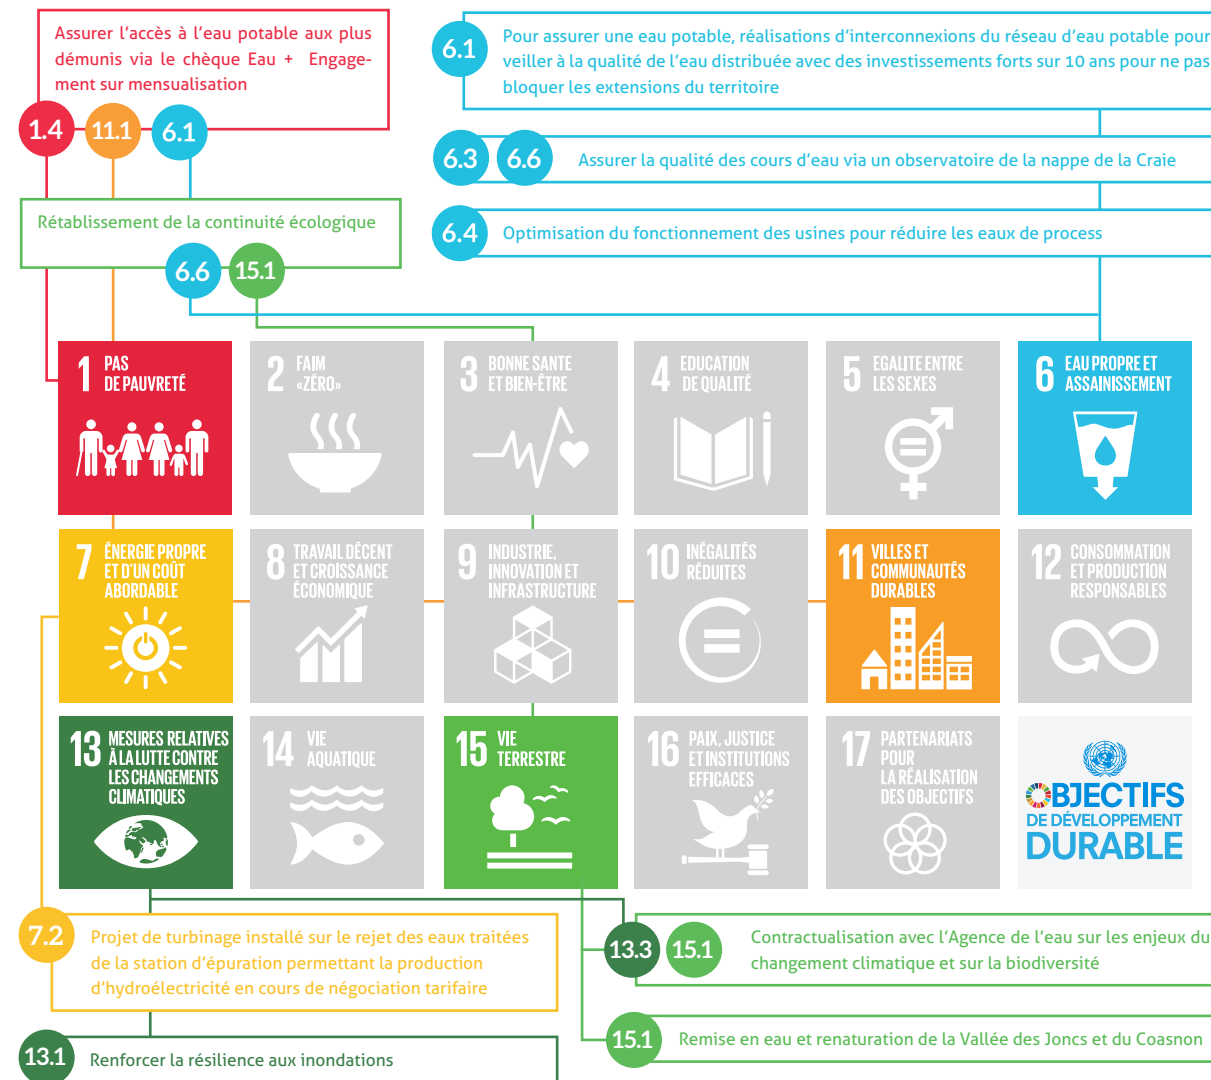 Assurer l’accès à l’eau potable aux plus
démunis via le chèque Eau + Engage-
ment sur mensualisation
1.4
11.1
6.1
6.1
Pour assurer une eau potable, réalisations d’interconnexions du réseau d’eau potable pour
veiller à la qualité de l’eau distribuée avec des investissements forts sur 10 ans pour ne pas
bloquer les extensions du territoire
6.3
6.6
Assurer la qualité des cours d’eau via un observatoire de la nappe de la Craie
Rétablissement de la continuité écologique
6.6
15.1
6.4
Optimisation du fonctionnement des usines pour réduire les eaux de process
1 PAS
DE PAUVRETÉ
2 FAIM
«ZÉRO»
3 BONNE SANTE
ET BIEN-ÊTRE
4 EDUCATION
DE QUALITÉ
5 EGALITE ENTRE
LES SEXES
6 EAU PROPRE ET
ASSAINISSEMENT
7 ÉNERGIE PROPRE
ET D’UN COÛT
ABORDABLE
8 TRAVAIL DÉCENT
ET CROISSANCE
ÉCONOMIQUE
9 INDUSTRIE,
INNOVATION ET
INFRASTRUCTURE
10 INÉGALITÉS
RÉDUITES
11 VILLES ET
COMMUNAUTÉS
DURABLES
12 CONSOMMATION
ET PRODUCTION
RESPONSABLES
13 MESURES RELATIVES
À LA LUTTE CONTRE
LES CHANGEMENTS
CLIMATIQUES
14 VIE
AQUATIQUE
15 VIE
TERRESTRE
16 PAIX, JUSTICE
ET INSTITUTIONS
EFFICACES
17 PARTENARIATS
POUR
LA RÉALISATION
DES OBJECTIFS
OBJECTIFS
DE DÉVELOPPEMENT
DURABLE
7.2
Projet de turbinage installé sur le rejet des eaux traitées
de la station d’épuration permettant la production
d’hydroélectricité en cours de négociation tarifaire
13.3
15.1
Contractualisation avec l’Agence de l’eau sur les enjeux du
changement climatique et sur la biodiversité
13.1
Renforcer la résilience aux inondations
15.1
Remise en eau et renaturation de la Vallée des Joncs et du Coasnon